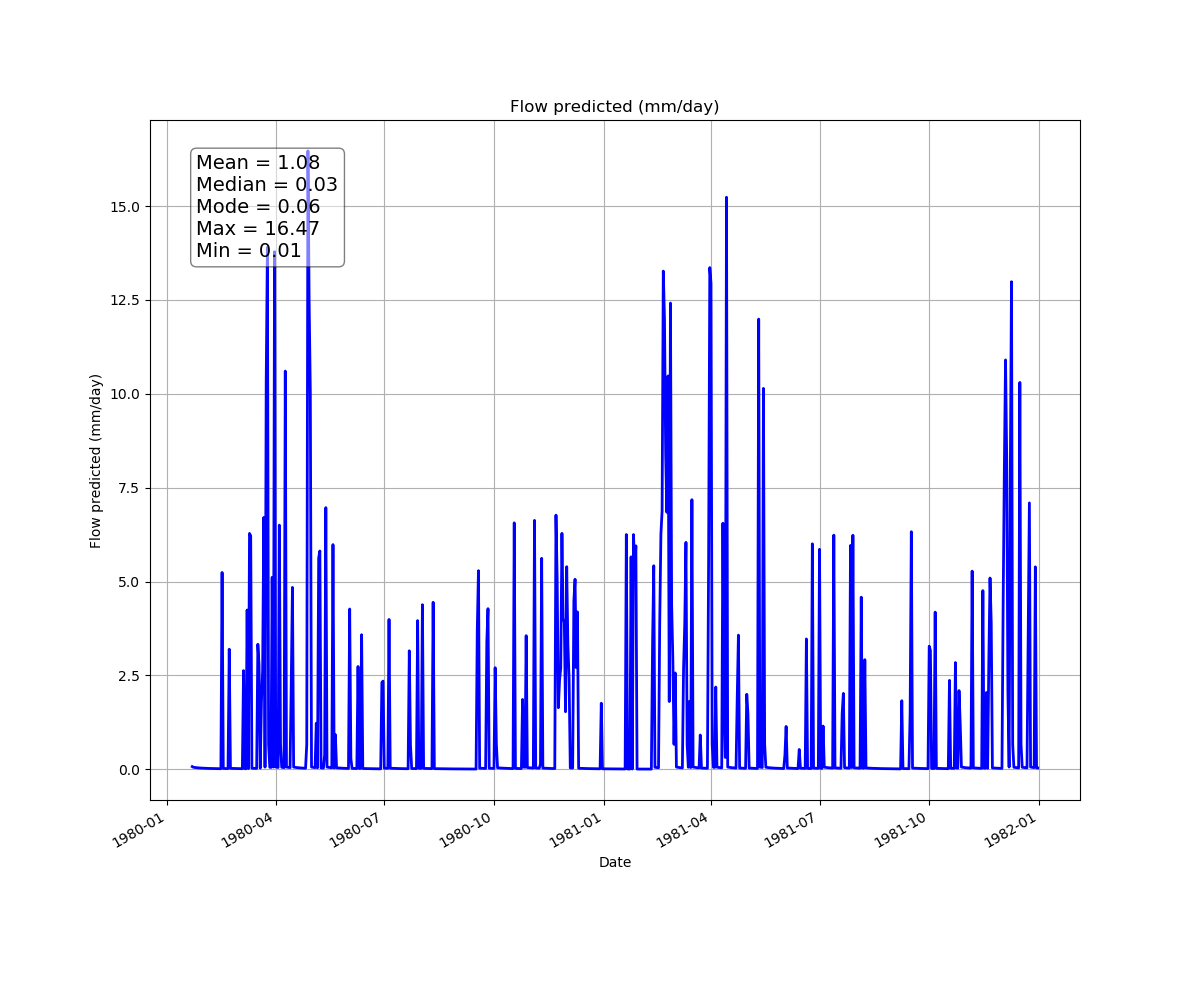 Flow predicted (mm/day)
Mean = 1.08
Median = 0.03
Mode = 0.06
Max = 16.47
Min = 0.01
15.0
12.5
10.0
7.5
5.0
2.5
0.0
Flow predicted (mm/day)
1980-01
1980-04
1980-07
1980-10
1981-01
1981-04
1981-07
1981-10
1982-01
Date